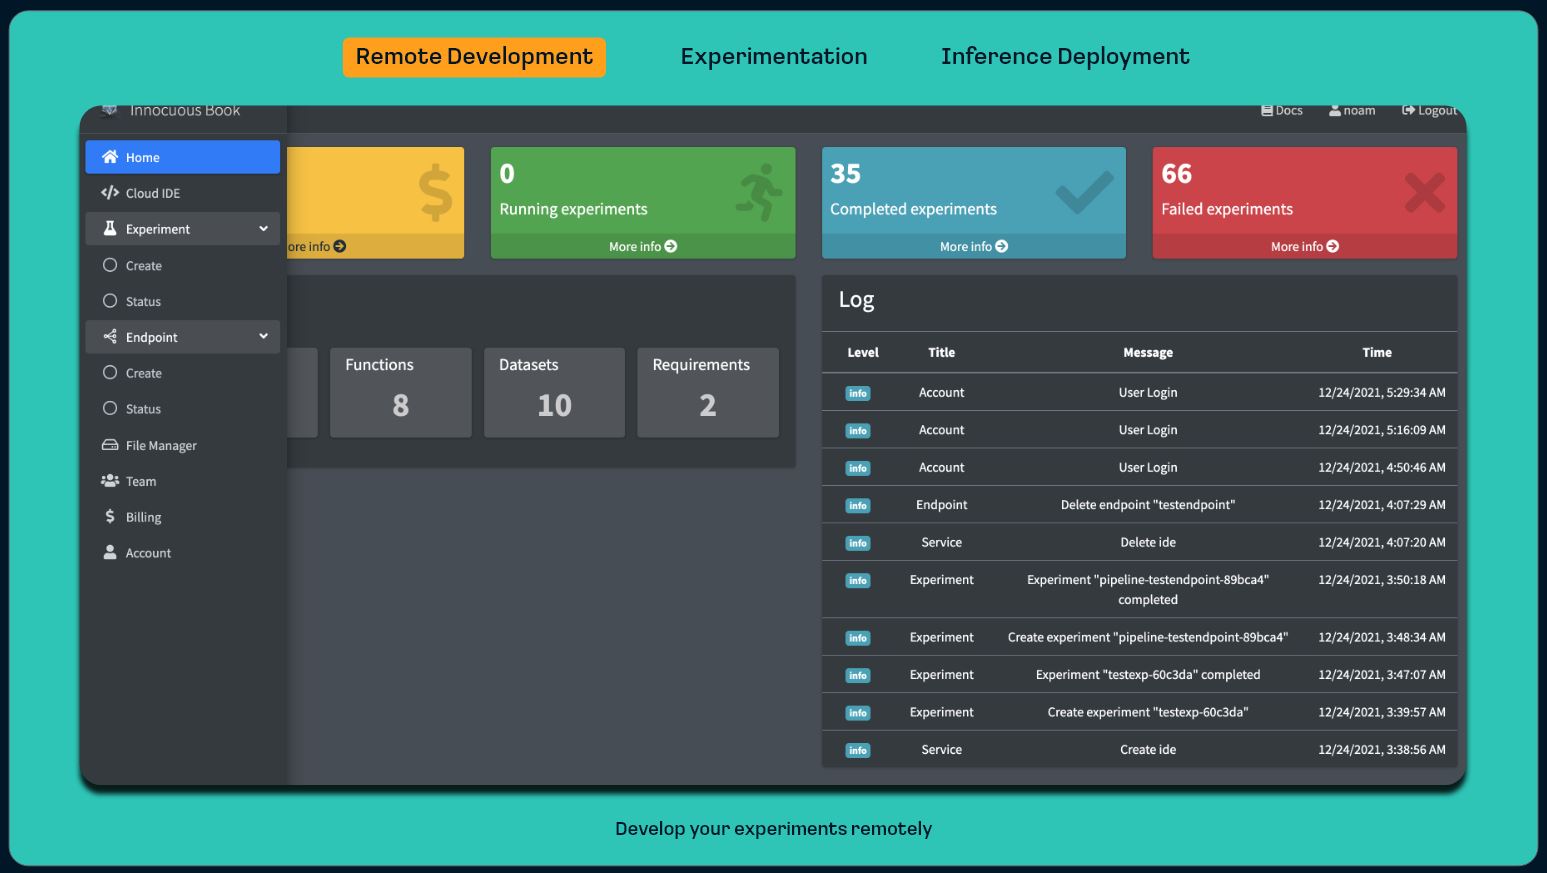 Remote Development
Experimentation
Inference Deployment
Innocuous Book
Docs
noam
Logout
Home
Cloud IDE
Experiment
Create
Status
Endpoint
Create
Status
File Manager
Team
Billing
Account
ore info
0
Running experiments
More info
35
Completed experiments
More info
66
Failed experiments
More info
Functions
8
Datasets
10
Requirements
2
Log
Level Title Message Time
info Account User Login 12/24/2021, 5:29:34 AM
info Account User Login 12/24/2021, 5:16:09 AM
info Account User Login 12/24/2021, 4:50:46 AM
info Endpoint Delete endpoint "testendpoint" 12/24/2021, 4:07:29 AM
info Service Delete ide 12/24/2021, 4:07:20 AM
info Experiment Experiment "pipeline-testendpoint-89bca4" 12/24/2021, 3:50:18 AM
completed
info Experiment Create experiment "pipeline-testendpoint-89bca4" 12/24/2021, 3:48:34 AM
info Experiment Experiment "testexp-60c3da" completed 12/24/2021, 3:47:07 AM
info Experiment Create experiment "testexp-60c3da" 12/24/2021, 3:39:57 AM
info Service Create ide 12/24/2021, 3:38:56 AM
Develop your experiments remotely